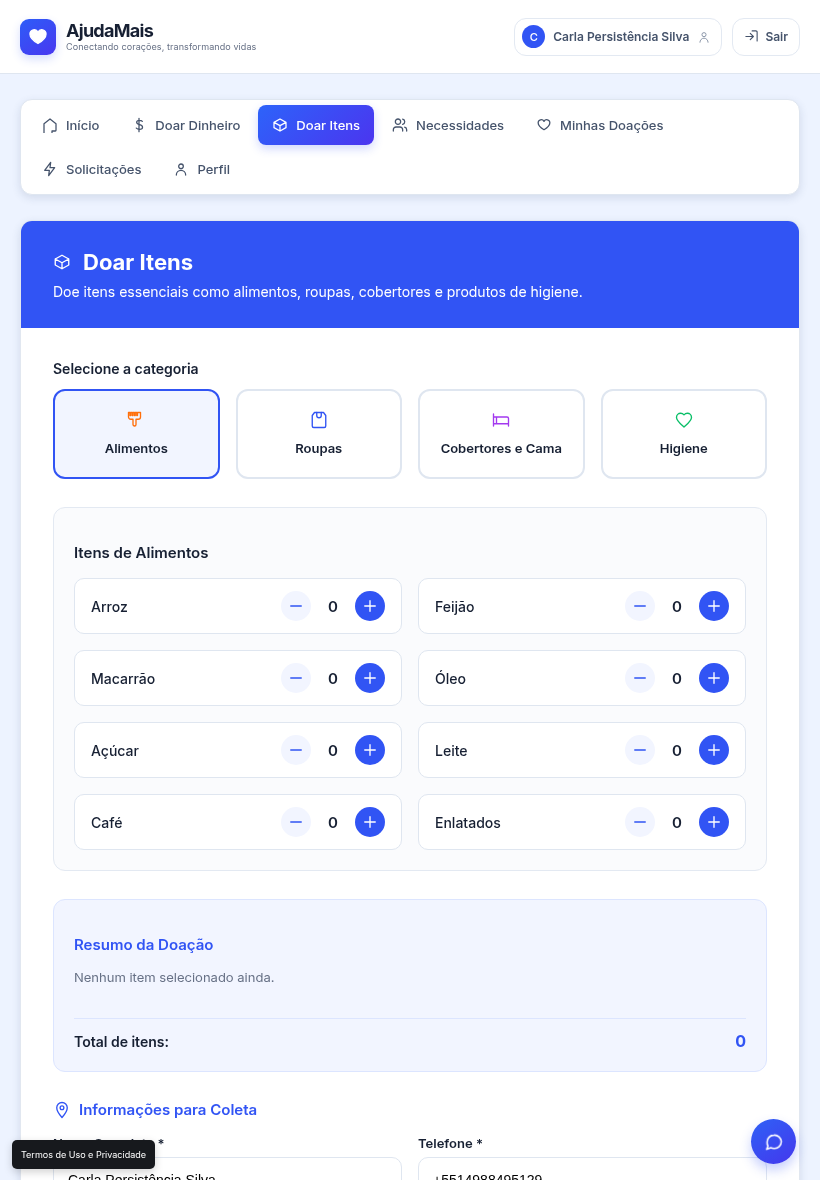 AjudaMais
Conectando corações, transformando vidas
C Carla Persistência Silva
Sair
Início
$ Doar Dinheiro
Doar Itens
Necessidades
Minhas Doações
Solicitações
Perfil
Doar Itens
Doe itens essenciais como alimentos, roupas, cobertores e produtos de higiene.
Selecione a categoria
Alimentos
Roupas
Cobertores e Cama
Higiene
Itens de Alimentos
Arroz − 0 +
Feijão − 0 +
Macarrão − 0 +
Óleo − 0 +
Açúcar − 0 +
Leite − 0 +
Café − 0 +
Enlatados − 0 +
Resumo da Doação
Nenhum item selecionado ainda.
Total de itens: 0
Informações para Coleta
*
Telefone *
Termos de Uso e Privacidade
Carla Persistência Silva
+5514988495129